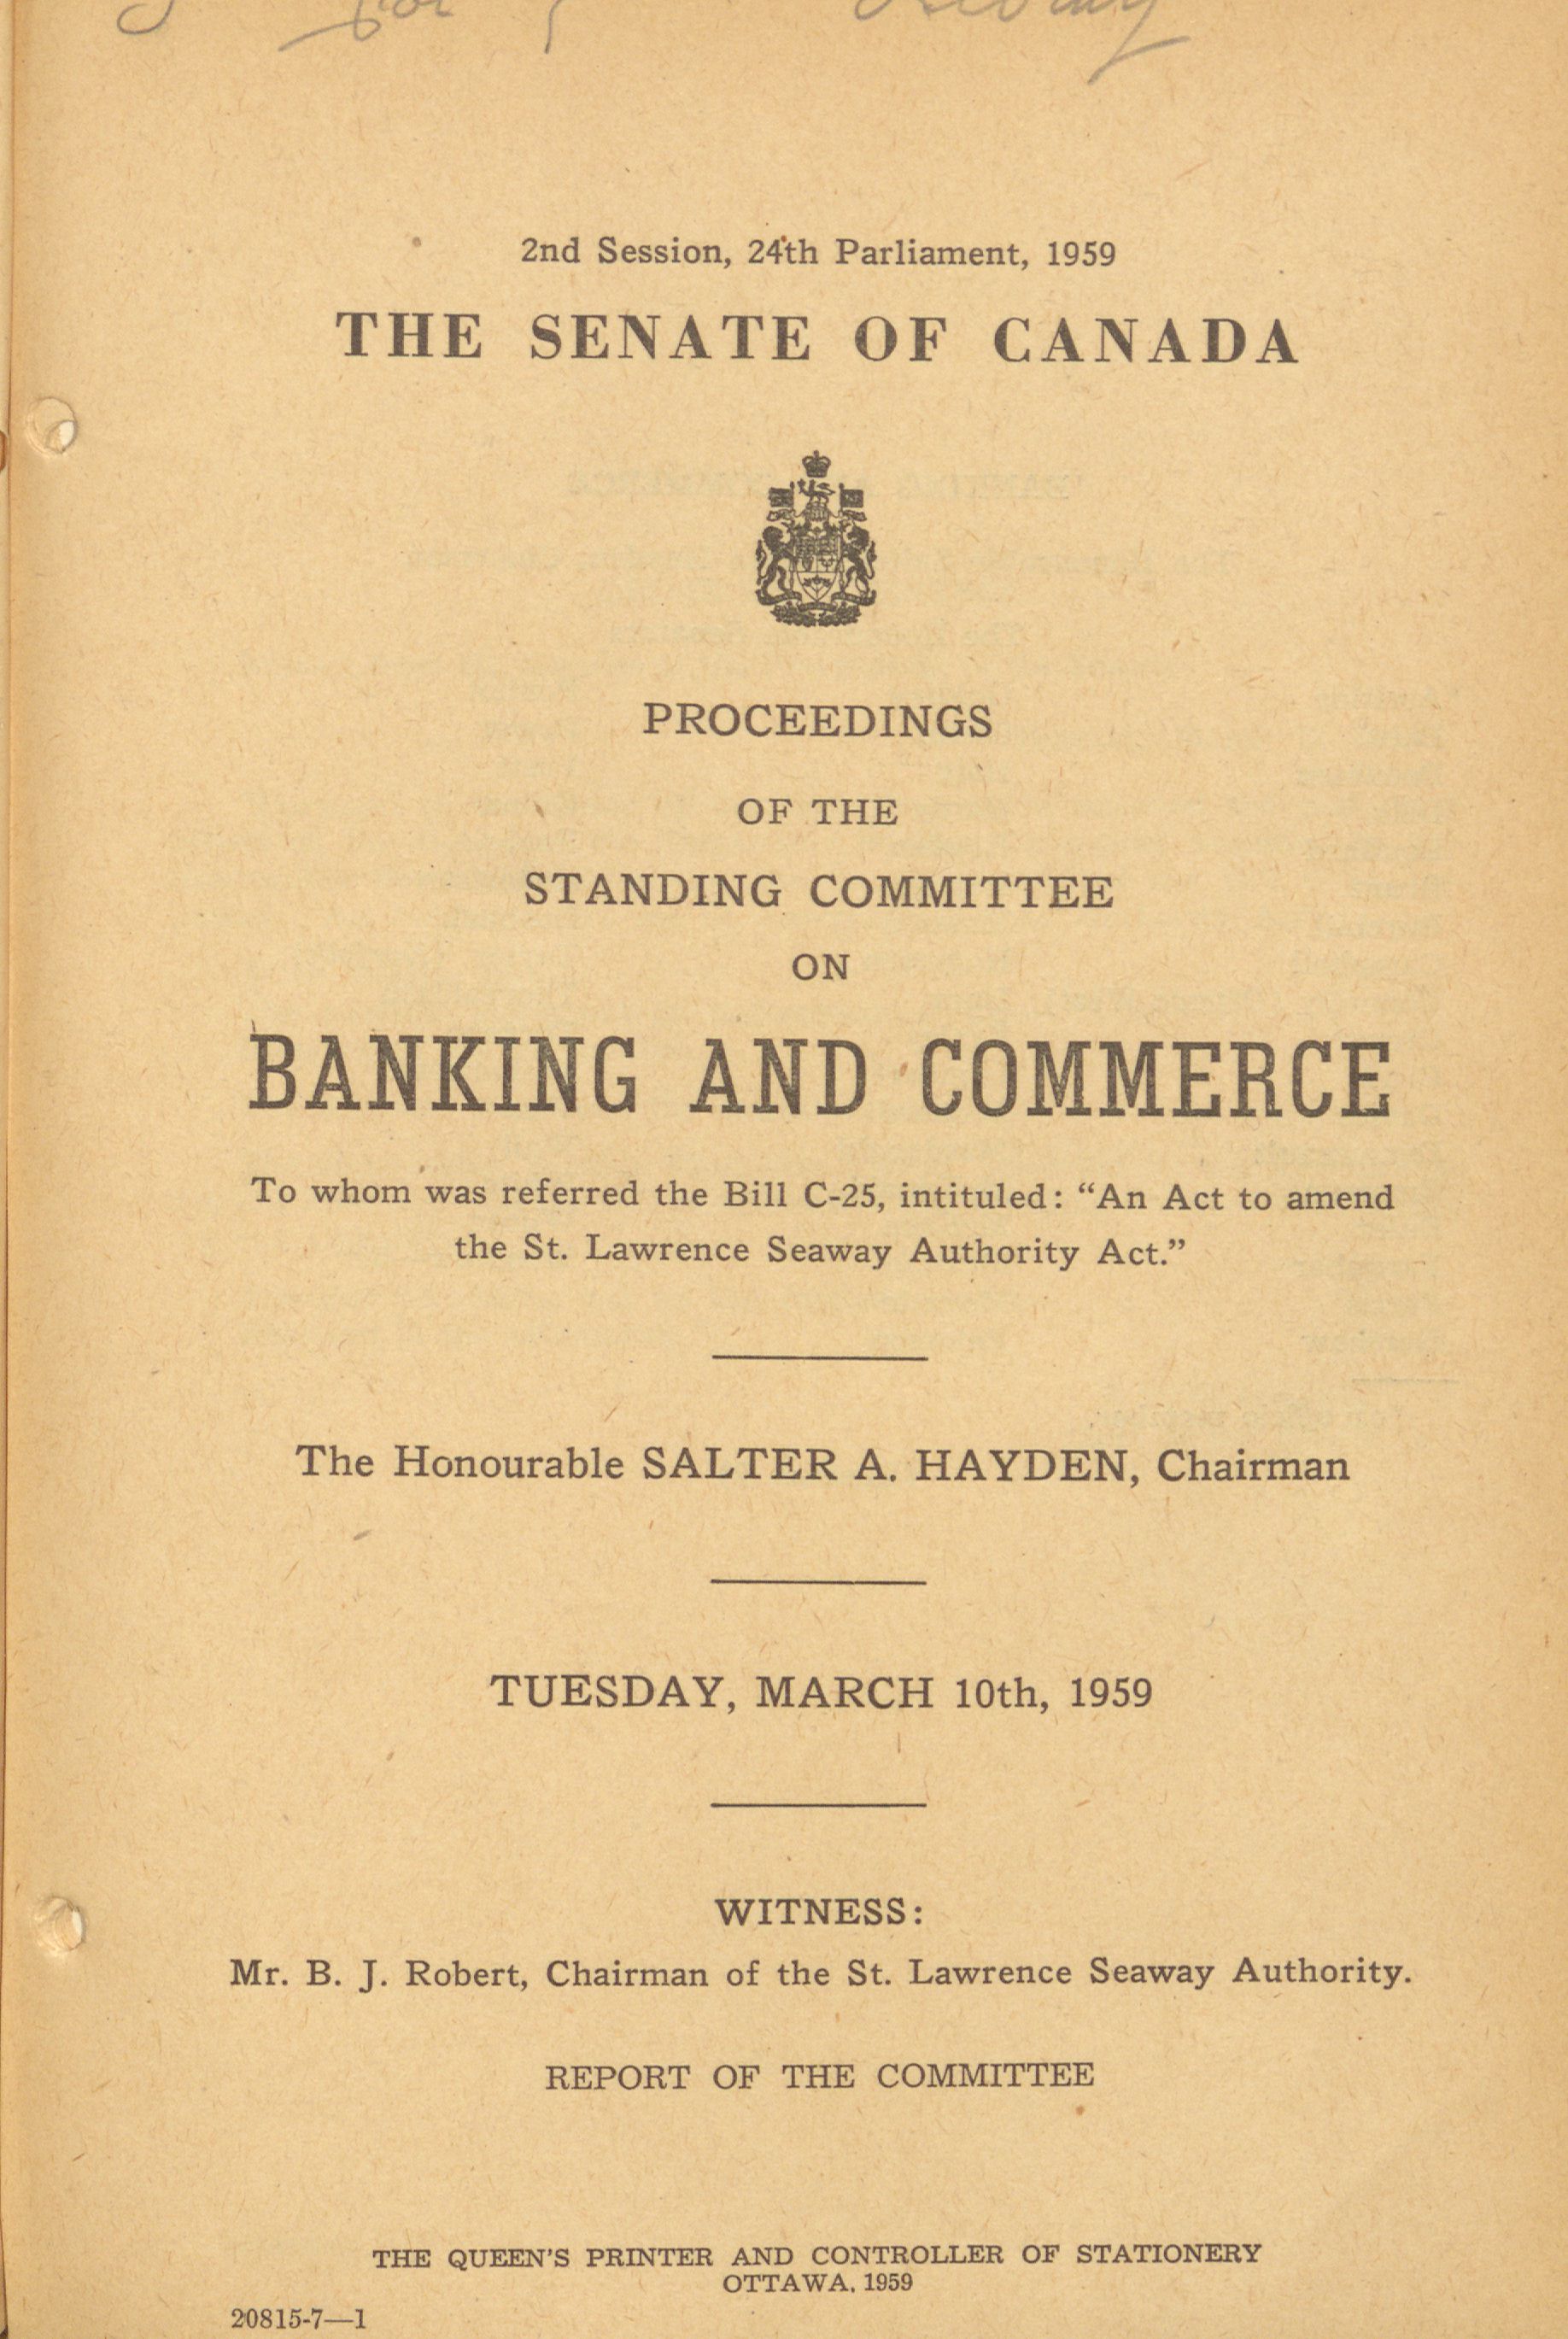 2nd Session, 24th Parliament, 1959
THE SENATE OF CANADA
PROCEEDINGS
OF THE
STANDING COMMITTEE
ON
BANKING AND COMMERCE
To whom was referred the Bill C-25, intituled: “An Act to amend
the St. Lawrence Seaway Authority Act.”
The Honourable SALTER A. HAYDEN, Chairman
TUESDAY, MARCH 10th, 1959
WITNESS:
Mr. B. J. Robert, Chairman of the St. Lawrence Seaway Authority.
REPORT OF THE COMMITTEE
THE QUEEN'S PRINTER AND CONTROLLER OF STATIONERY
OTTAWA, 1959
20815-7—1